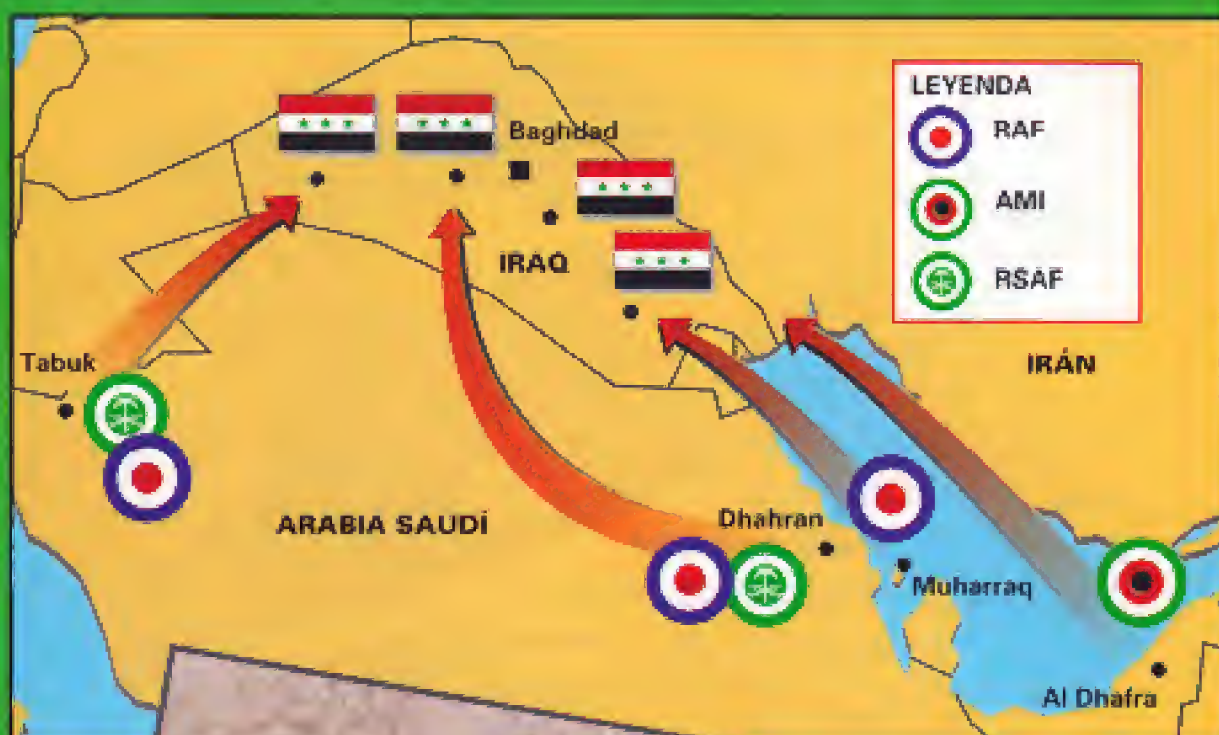 LEYENDA
RAF
AMI
RSAF
Baghdad
IRAQ
IRÁN
Tabuk
ARABIA SAUDÍ
Dhahran
Muharraq
Al Dhafra